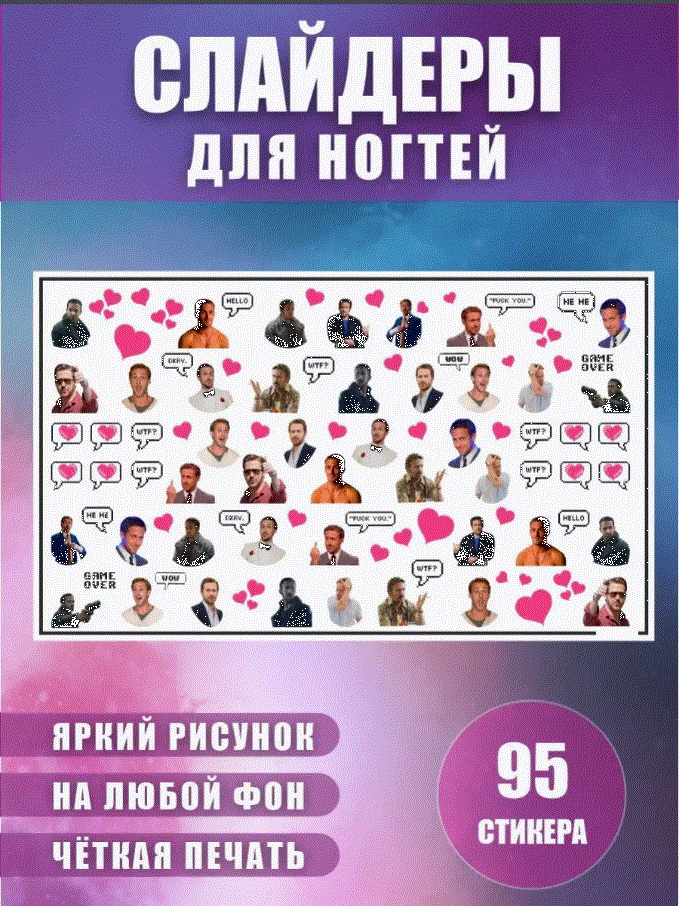 СЛАЙДЕРЫ
ДЛЯ НОГТЕЙ
HELLO
"FUCK YOU."
HE HE
OKAY.
WTF?
WOW
GAME
OVER
WTF?
WTF?
WTF?
WTF?
HE HE
OKAY.
"FUCK YOU."
HELLO
WTF?
GAME
OVER
WOW
ЯРКИЙ РИСУНОК
НА ЛЮБОЙ ФОН
ЧЁТКАЯ ПЕЧАТЬ
95
СТИКЕРА